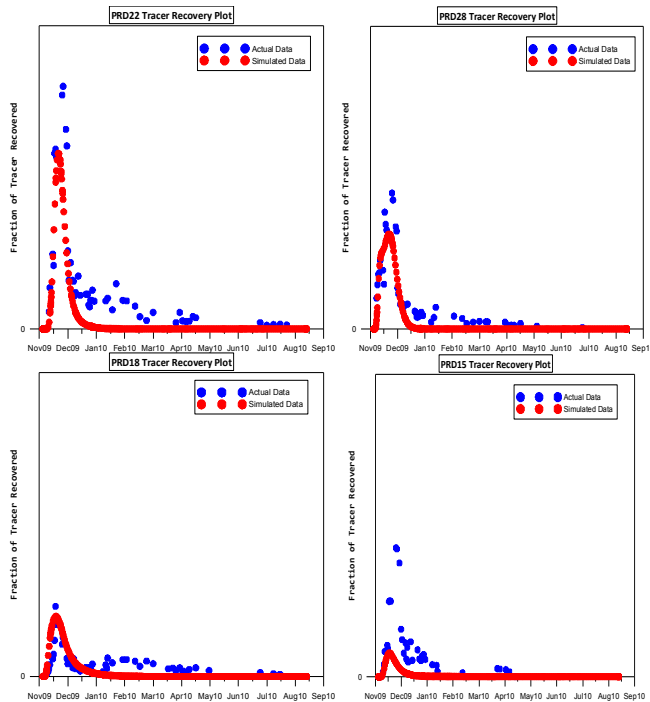 PRD22 Tracer Recovery Plot
Actual Data
Simulated Data
Fraction of Tracer Recovered
0
Nov09 Dec09 Jan10 Feb10 Mar10 Apr10 May10 Jun10 Jul10 Aug10 Sep10
PRD28 Tracer Recovery Plot
Actual Data
Simulated Data
Fraction of Tracer Recovered
0
Nov09 Dec09 Jan10 Feb10 Mar10 Apr10 May10 Jun10 Jul10 Aug10 Sep1
PRD18 Tracer Recovery Plot
Actual Data
Simulated Data
Fraction of Tracer Recovered
0
Nov09 Dec09 Jan10 Feb10 Mar10 Apr10 May10 Jun10 Jul10 Aug10 Sep10
PRD15 Tracer Recovery Plot
Actual Data
Simulated Data
Fraction of Tracer Recovered
0
Nov09 Dec09 Jan10 Feb10 Mar10 Apr10 May10 Jun10 Jul10 Aug10 Sep10